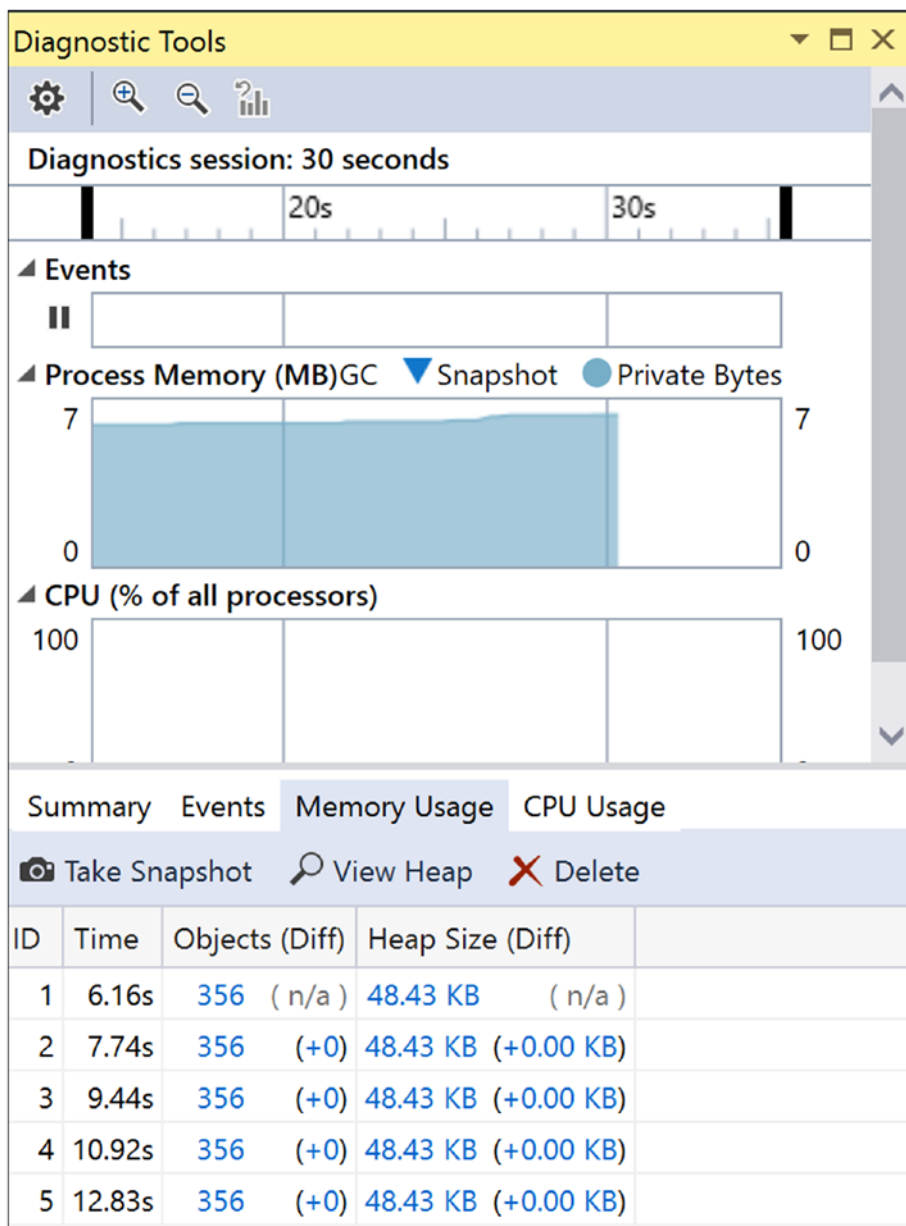 Diagnostic Tools
Diagnostics session: 30 seconds
20s 30s
Events
Process Memory (MB)GC Snapshot Private Bytes
7 7
0 0
CPU (% of all processors)
100 100
Summary Events Memory Usage CPU Usage
Take Snapshot View Heap Delete
ID Time Objects (Diff) Heap Size (Diff)
1 6.16s 356 ( n/a ) 48.43 KB ( n/a )
2 7.74s 356 (+0) 48.43 KB (+0.00 KB)
3 9.44s 356 (+0) 48.43 KB (+0.00 KB)
4 10.92s 356 (+0) 48.43 KB (+0.00 KB)
5 12.83s 356 (+0) 48.43 KB (+0.00 KB)